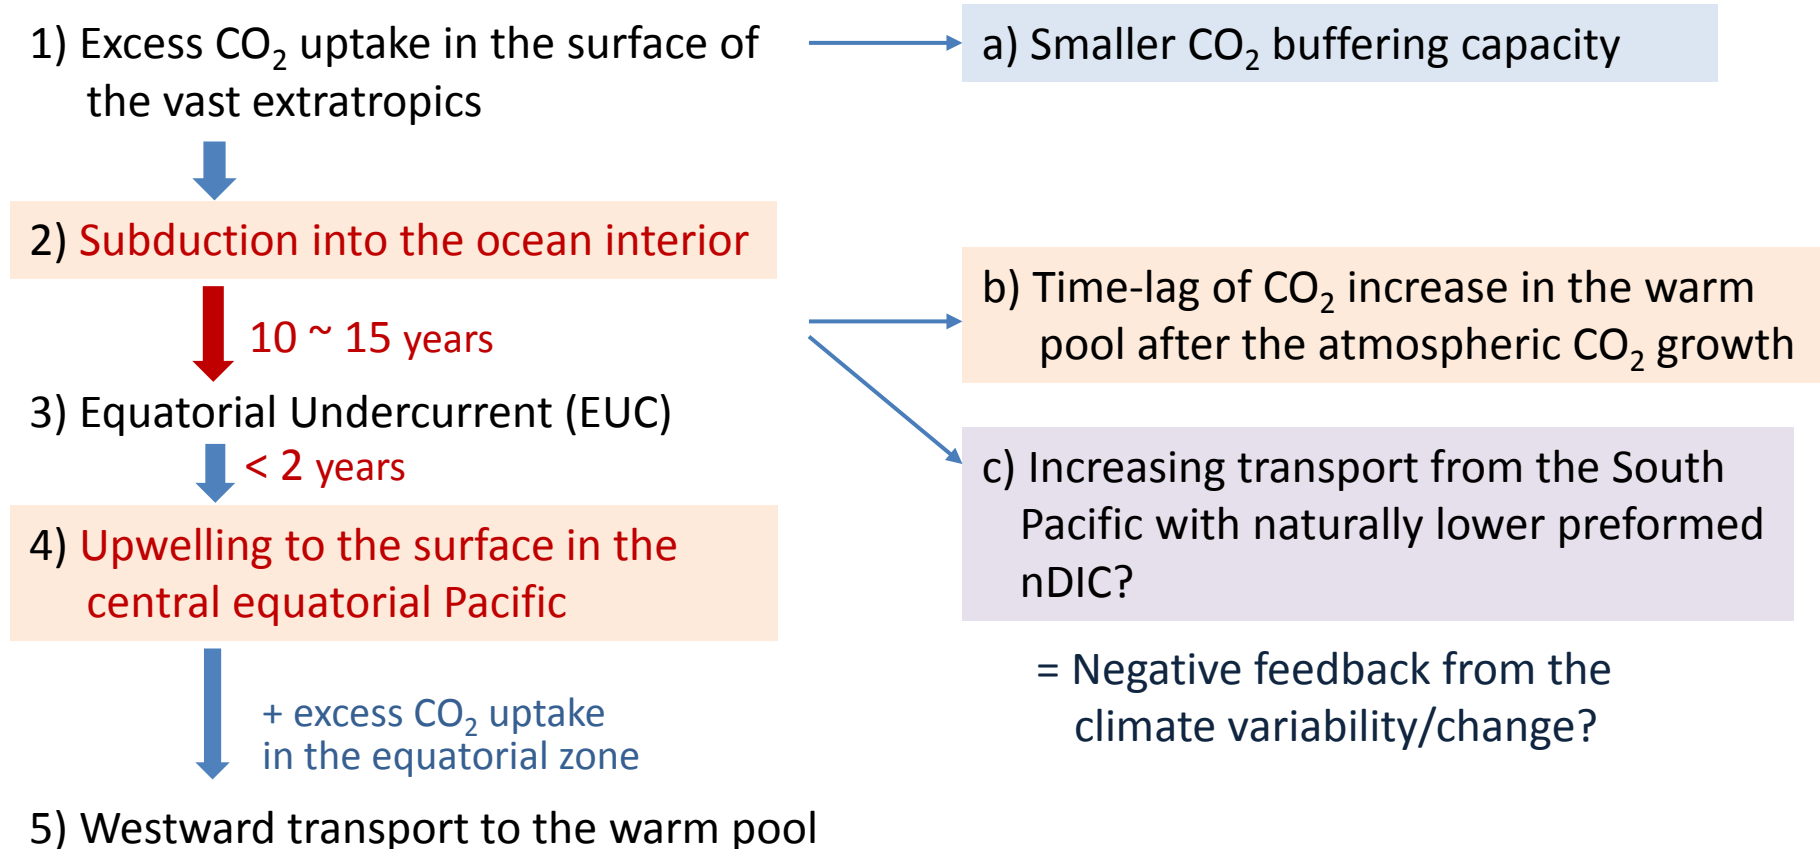 1) Excess CO₂ uptake in the surface of
the vast extratropics
a) Smaller CO₂ buffering capacity
2) Subduction into the ocean interior
10 ~ 15 years
b) Time-lag of CO₂ increase in the warm
pool after the atmospheric CO₂ growth
3) Equatorial Undercurrent (EUC)
< 2 years
c) Increasing transport from the South
Pacific with naturally lower preformed
nDIC?
4) Upwelling to the surface in the
central equatorial Pacific
= Negative feedback from the
climate variability/change?
+ excess CO₂ uptake
in the equatorial zone
5) Westward transport to the warm pool